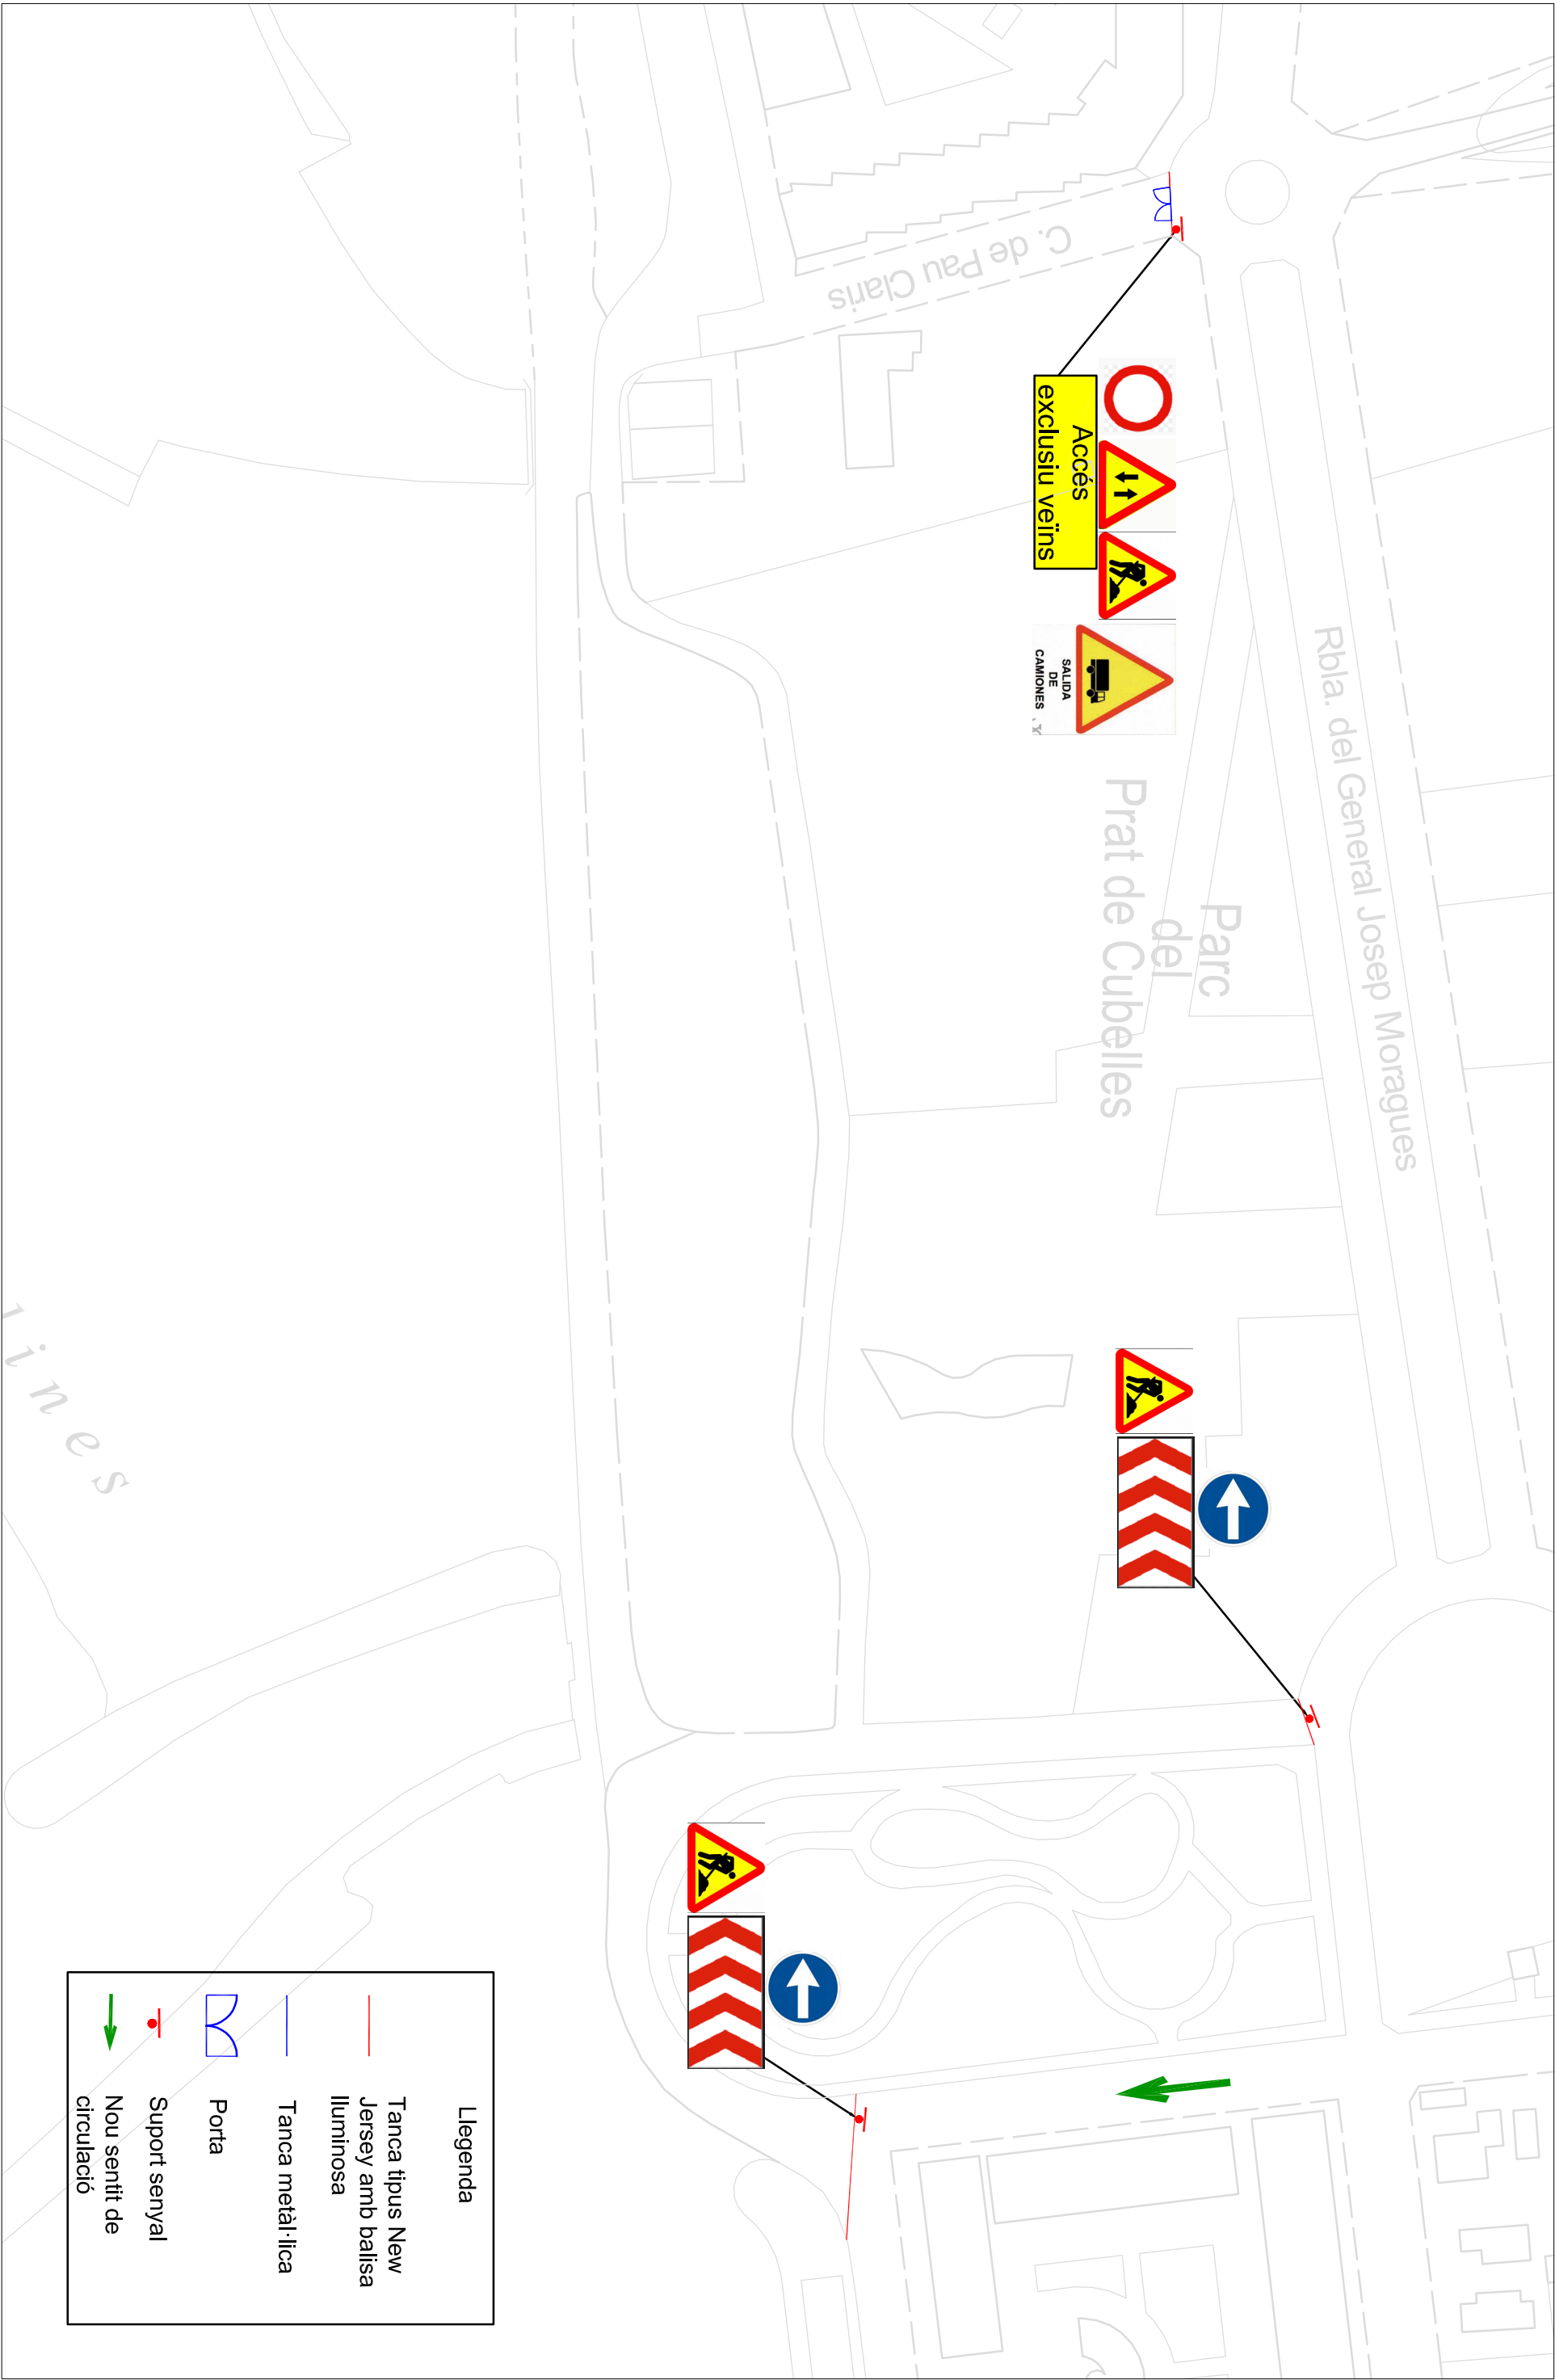 C. de Pau Claris
Accés
exclusiu veïns
SALIDA
DE
CAMIONES
Rbla. del General Josep Moragues
Parc
del
Prat de Cubelles
lines
Llegenda
Tanca tipus New
Jersey amb balisa
lluminosa
Tanca metàl·lica
Porta
Suport senyal
Nou sentit de
circulació